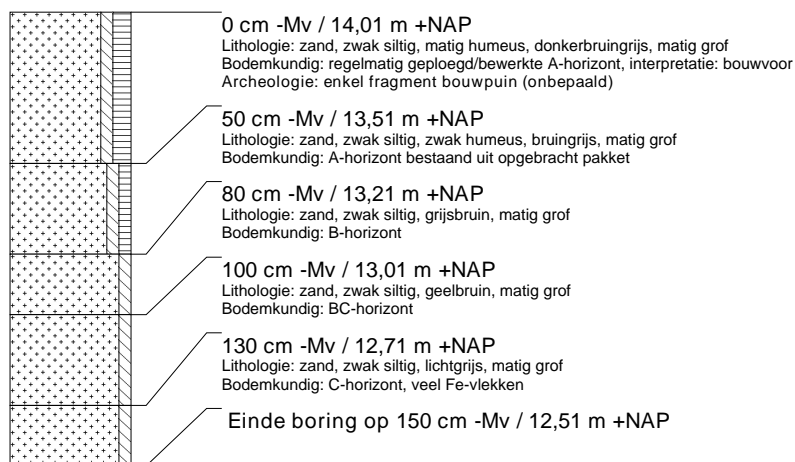 0 cm -Mv / 14,01 m +NAP
Lithologie: zand, zwak siltig, matig humeus, donkerbruingrijs, matig grof
Bodemkundig: regelmatig geploegd/bewerkte A-horizont, interpretatie: bouwvoor
Archeologie: enkel fragment bouwpuin (onbepaald)
50 cm -Mv / 13,51 m +NAP
Lithologie: zand, zwak siltig, zwak humeus, bruingrijs, matig grof
Bodemkundig: A-horizont bestaand uit opgebracht pakket
80 cm -Mv / 13,21 m +NAP
Lithologie: zand, zwak siltig, grijsbruin, matig grof
Bodemkundig: B-horizont
100 cm -Mv / 13,01 m +NAP
Lithologie: zand, zwak siltig, geelbruin, matig grof
Bodemkundig: BC-horizont
130 cm -Mv / 12,71 m +NAP
Lithologie: zand, zwak siltig, lichtgrijs, matig grof
Bodemkundig: C-horizont, veel Fe-vlekken
Einde boring op 150 cm -Mv / 12,51 m +NAP